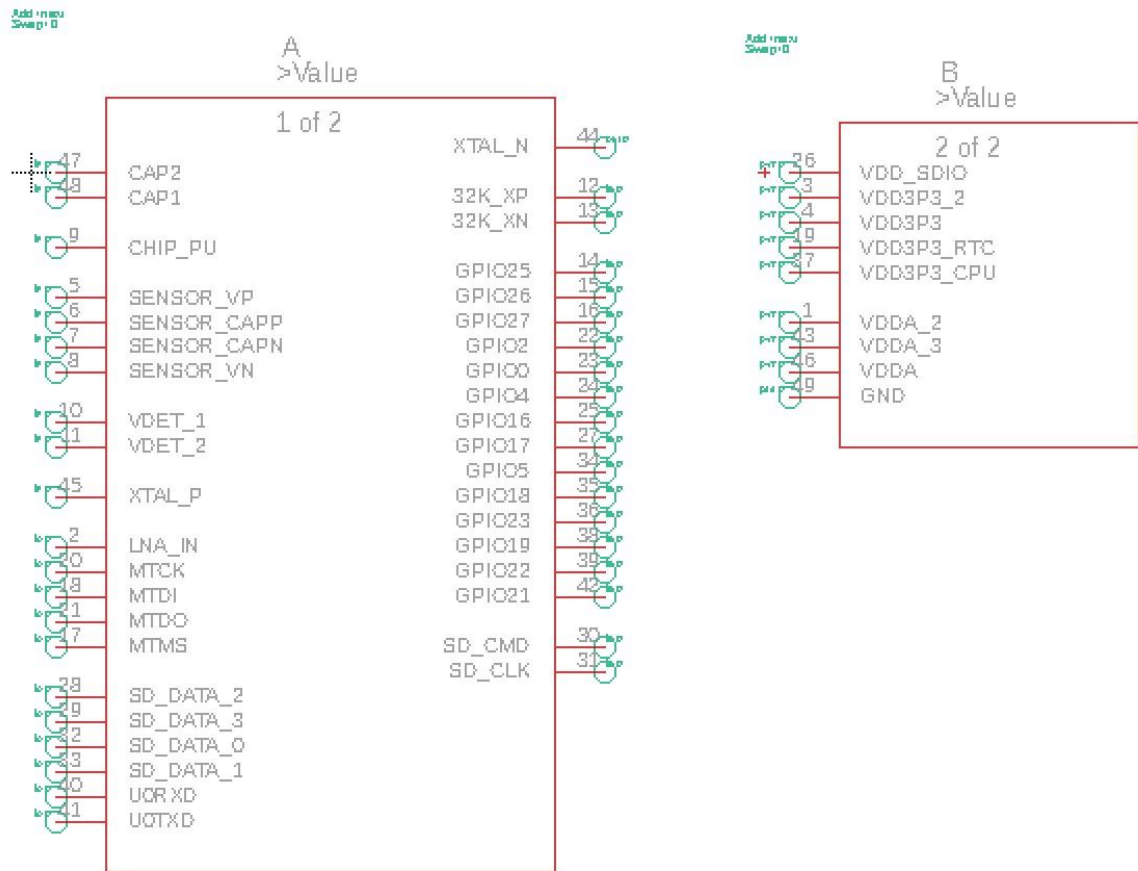 A
>Value
1 of 2
47 CAP2
48 CAP1
9 CHIP_PU
5 SENSOR_VP
6 SENSOR_CAPP
7 SENSOR_CAPN
8 SENSOR_VN
10 VDET_1
11 VDET_2
45 XTAL_P
2 LNA_IN
20 MTCK
18 MTDI
21 MTDO
17 MTMS
28 SD_DATA_2
29 SD_DATA_3
32 SD_DATA_0
33 SD_DATA_1
40 U0RXD
41 U0TXD
XTAL_N 44
32K_XP 12
32K_XN 13
GPIO25 14
GPIO26 15
GPIO27 16
GPIO2 22
GPIO0 23
GPIO4 24
GPIO16 25
GPIO17 27
GPIO5 34
GPIO18 35
GPIO23 36
GPIO19 38
GPIO22 39
GPIO21 42
SD_CMD 30
SD_CLK 31
B
>Value
2 of 2
26 VDD_SDIO
3 VDD3P3_2
4 VDD3P3
19 VDD3P3_RTC
37 VDD3P3_CPU
1 VDDA_2
43 VDDA_3
46 VDDA
49 GND